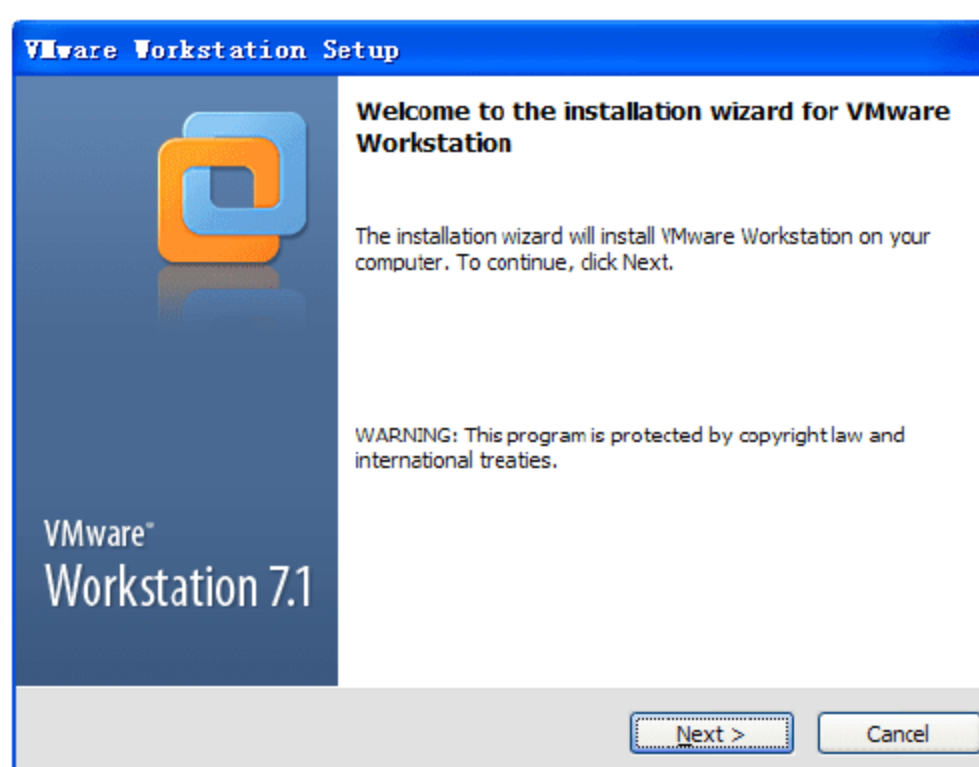 VMware Workstation Setup
Welcome to the installation wizard for VMware
Workstation
The installation wizard will install VMware Workstation on your
computer. To continue, click Next.
WARNING: This program is protected by copyright law and
international treaties.
VMware™
Workstation 7.1
Next >
Cancel